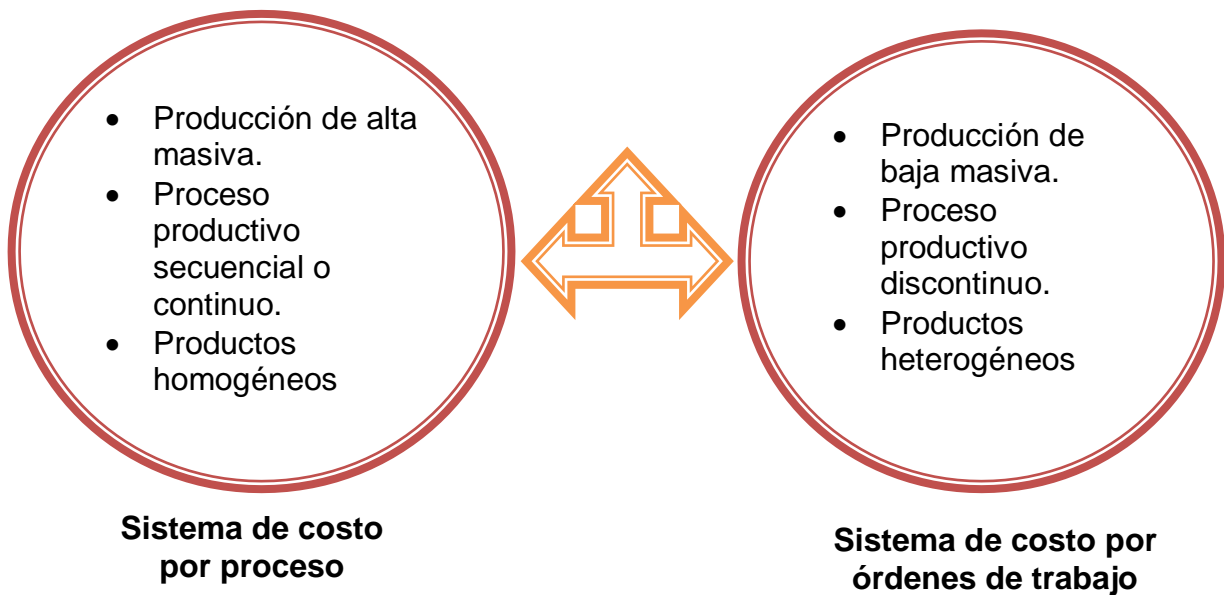 • Producción de alta
masiva.
• Proceso
productivo
secuencial o
continuo.
• Productos
homogéneos
Sistema de costo
por proceso
• Producción de
baja masiva.
• Proceso
productivo
discontinuo.
• Productos
heterogéneos
Sistema de costo por
órdenes de trabajo